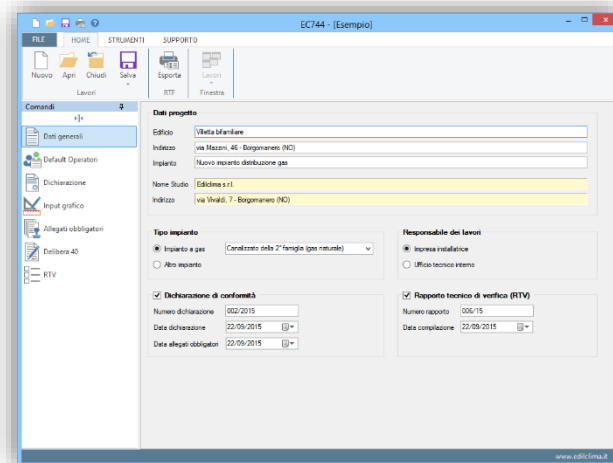 EC744 - [Esempio]
FILE HOME STRUMENTI SUPPORTO
Nuovo Apri Chiudi Salva Esporta Lavori
Lavori RTF Finestra
Comandi
Dati generali
Default Operatori
Dichiarazione
Input grafico
Allegati obbligatori
Delibera 40
RTV
Dati progetto
Edificio Villetta bifamiliare
Indirizzo via Mazzini, 46 - Borgomanero (NO)
Impianto Nuovo impianto distribuzione gas
Nome Studio Edilclima s.r.l.
Indirizzo via Vivaldi, 7 - Borgomanero (NO)
Tipo impianto
Impianto a gas Canalizzato della 2° famiglia (gas naturale)
Altro impianto
Responsabile dei lavori
Impresa installatrice
Ufficio tecnico interno
Dichiarazione di conformità
Numero dichiarazione 002/2015
Data dichiarazione 22/09/2015
Data allegati obbligatori 22/09/2015
Rapporto tecnico di verifica (RTV)
Numero rapporto 006/15
Data compilazione 22/09/2015
www.edilclima.it